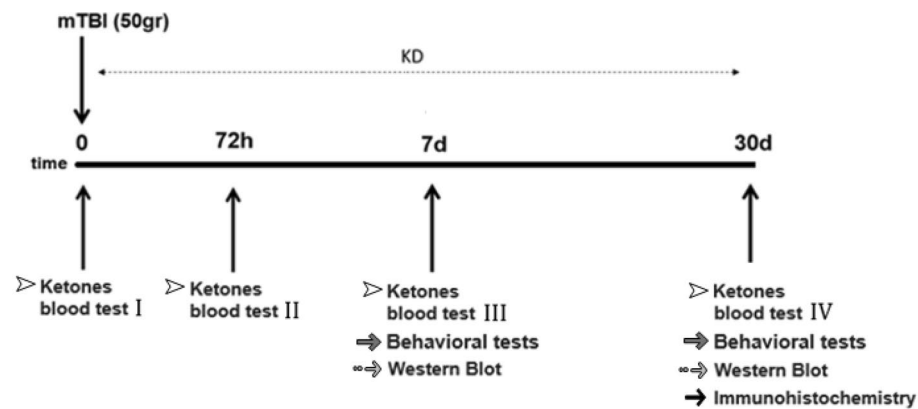 mTBI (50gr)
KD
0 72h 7d 30d
time
Ketones
blood test I
Ketones
blood test II
Ketones
blood test III
Behavioral tests
Western Blot
Ketones
blood test IV
Behavioral tests
Western Blot
Immunohistochemistry